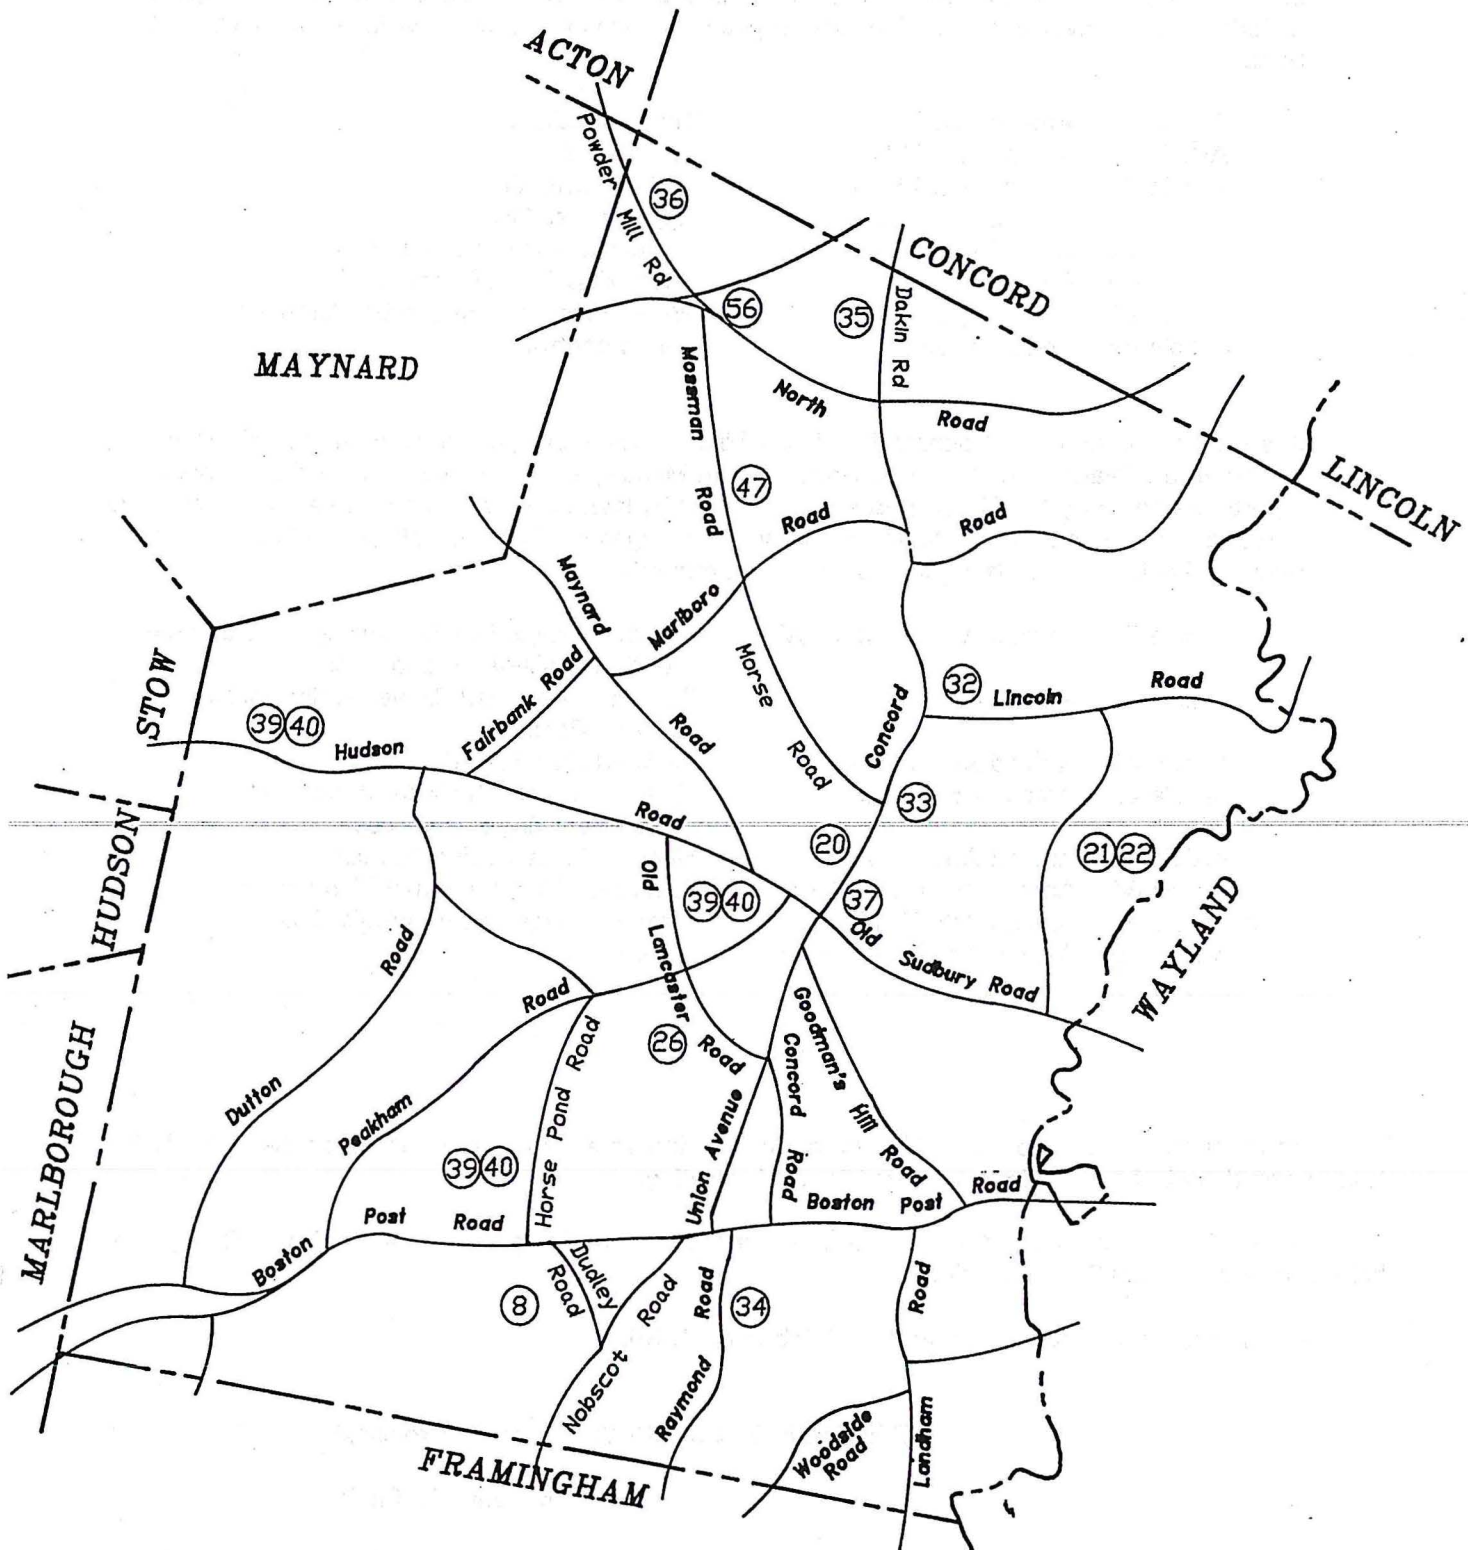 ACTON
Powder Mill Rd
36
CONCORD
56
35
Dakin Rd
MAYNARD
Mossman Road
North Road
47
LINCOLN
Road
Road
Maynard Road
Marlboro
Fairbank Road
Morse Road
Concord
32
Lincoln Road
STOW
39 40
Hudson Road
33
HUDSON
20
21 22
Old Lancaster Road
39 40
37
Old Sudbury Road
WAYLAND
Dutton Road
Peakham Road
26
Goodman's Hill Road
Concord Road
MARLBOROUGH
Horse Pond Road
Union Avenue
39 40
Boston Post Road
Boston Post Road
8
Dudley Road
Nobscot Road
Raymond Road
34
Landham Road
Woodside Road
FRAMINGHAM